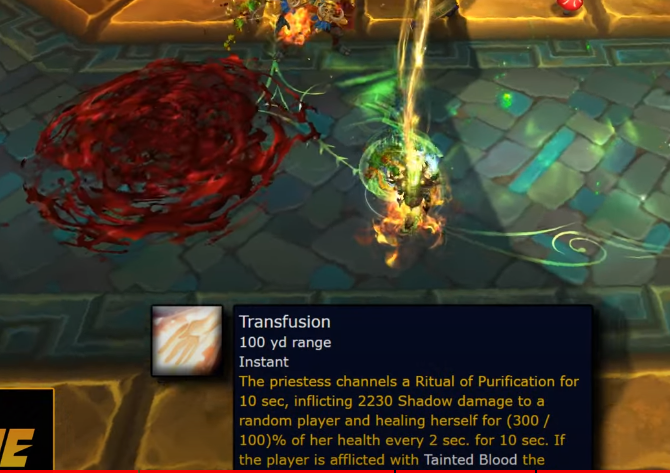 Transfusion
100 yd range
Instant
The priestess channels a Ritual of Purification for
10 sec, inflicting 2230 Shadow damage to a
random player and healing herself for (300 /
100)% of her health every 2 sec. for 10 sec. If
the player is afflicted with Tainted Blood the